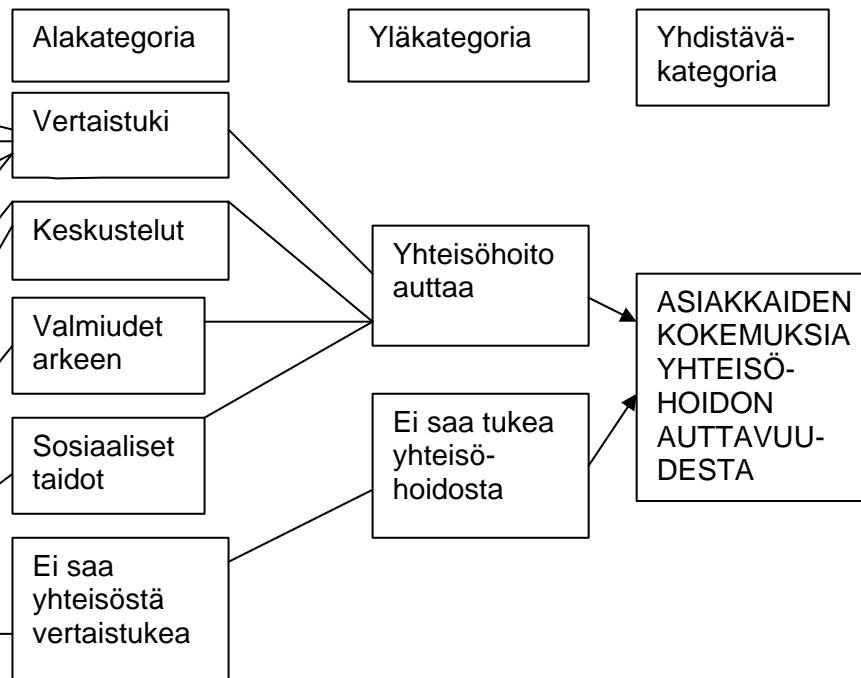 Alakategoria
Yläkategoria
Yhdistävä-
kategoria
Vertaistuki
Keskustelut
Valmiudet
arkeen
Sosiaaliset
taidot
Ei saa
yhteisöstä
vertaistukea
Yhteisöhoito
auttaa
Ei saa tukea
yhteisö-
hoidosta
ASIAKKAIDEN
KOKEMUKSIA
YHTEISÖ-
HOIDON
AUTTAVUU-
DESTA